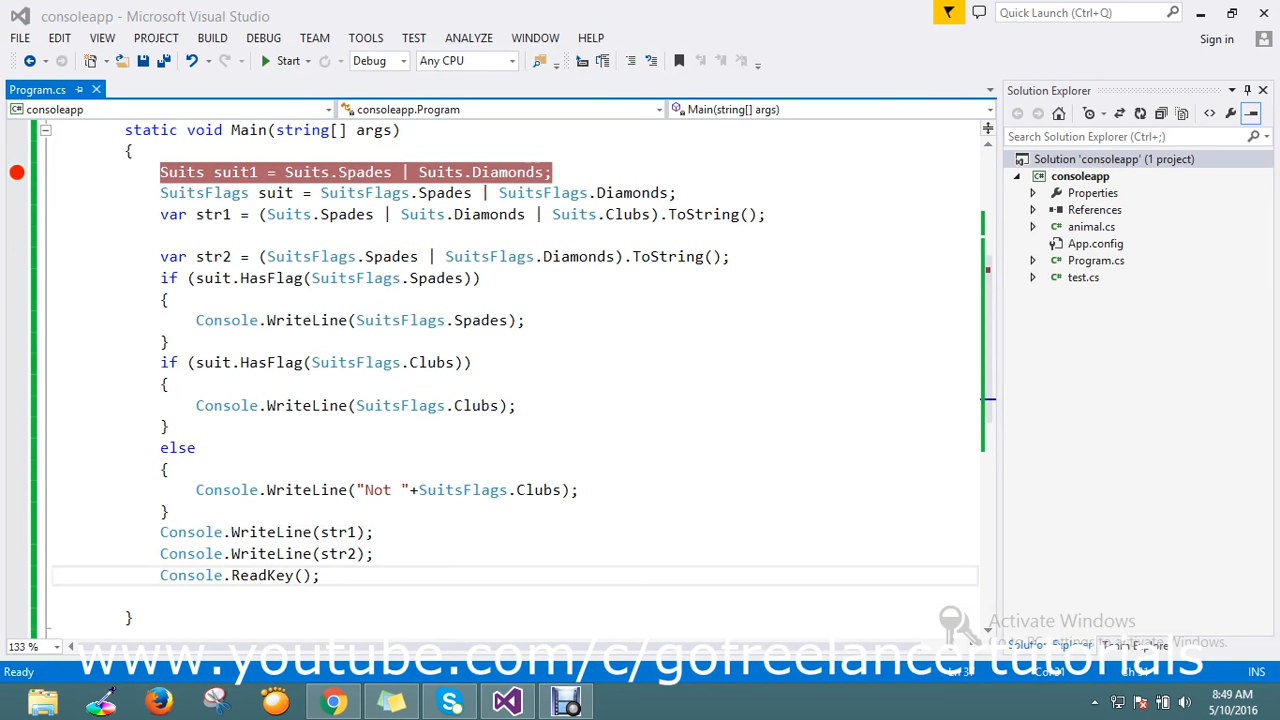 consoleapp - Microsoft Visual Studio
Quick Launch (Ctrl+Q)
FILE EDIT VIEW PROJECT BUILD DEBUG TEAM TOOLS TEST ANALYZE WINDOW HELP
Sign in
Start Debug Any CPU
Program.cs
consoleapp consoleapp.Program Main(string[] args)
static void Main(string[] args)
{
Suits suit1 = Suits.Spades | Suits.Diamonds;
SuitsFlags suit = SuitsFlags.Spades | SuitsFlags.Diamonds;
var str1 = (Suits.Spades | Suits.Diamonds | Suits.Clubs).ToString();
var str2 = (SuitsFlags.Spades | SuitsFlags.Diamonds).ToString();
if (suit.HasFlag(SuitsFlags.Spades))
{
Console.WriteLine(SuitsFlags.Spades);
}
if (suit.HasFlag(SuitsFlags.Clubs))
{
Console.WriteLine(SuitsFlags.Clubs);
}
else
{
Console.WriteLine("Not "+SuitsFlags.Clubs);
}
Console.WriteLine(str1);
Console.WriteLine(str2);
Console.ReadKey();
}
133 %
Solution Explorer
Search Solution Explorer (Ctrl+;)
Solution 'consoleapp' (1 project)
consoleapp
Properties
References
animal.cs
App.config
Program.cs
test.cs
Activate Windows
www.youtube.com/c/gofreelancertutorials
Ready
INS
8:49 AM
5/10/2016